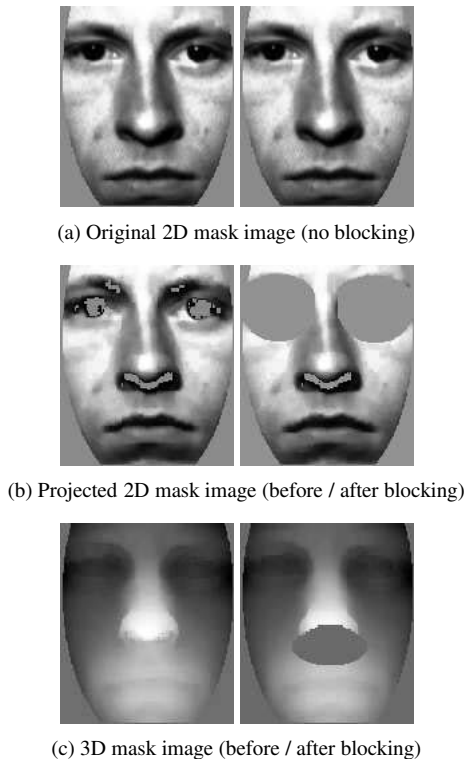 (a) Original 2D mask image (no blocking)
(b) Projected 2D mask image (before / after blocking)
(c) 3D mask image (before / after blocking)